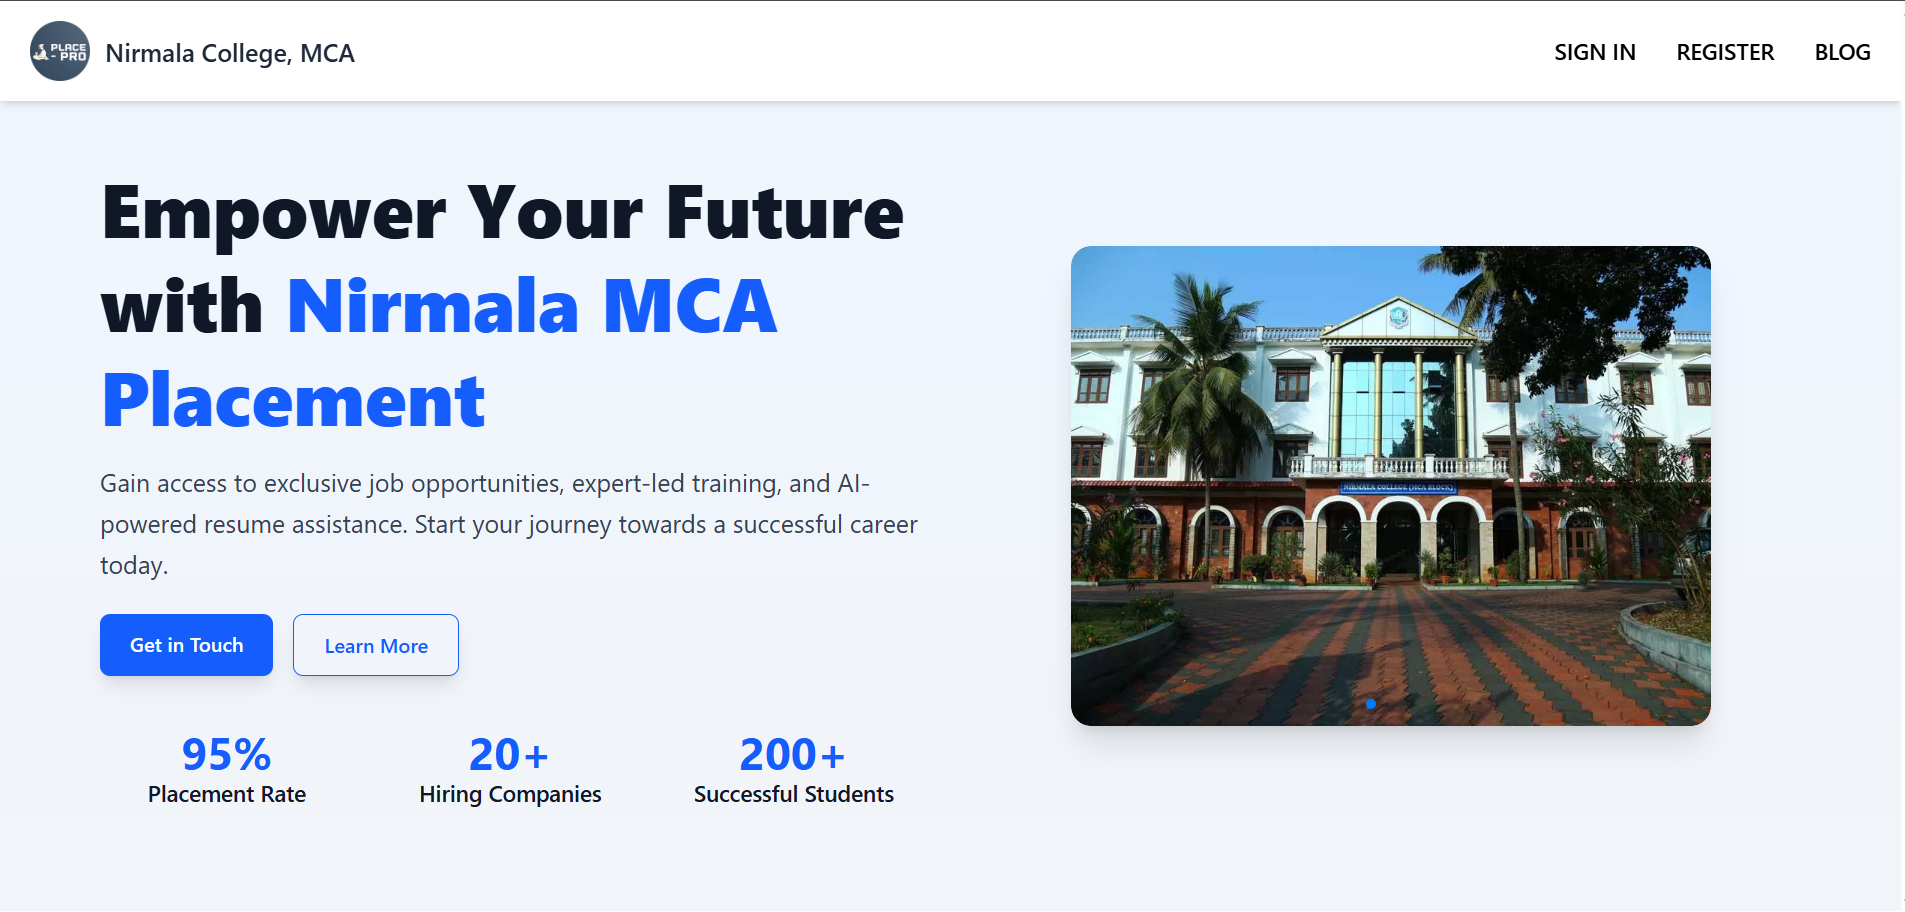 PLACE
- PRO
Nirmala College, MCA
SIGN IN
REGISTER
BLOG
Empower Your Future
with Nirmala MCA
Placement
Gain access to exclusive job opportunities, expert-led training, and AI-
powered resume assistance. Start your journey towards a successful career
today.
Get in Touch
Learn More
95%
Placement Rate
20+
Hiring Companies
200+
Successful Students
NIRMALA COLLEGE (MCA BLOCK)